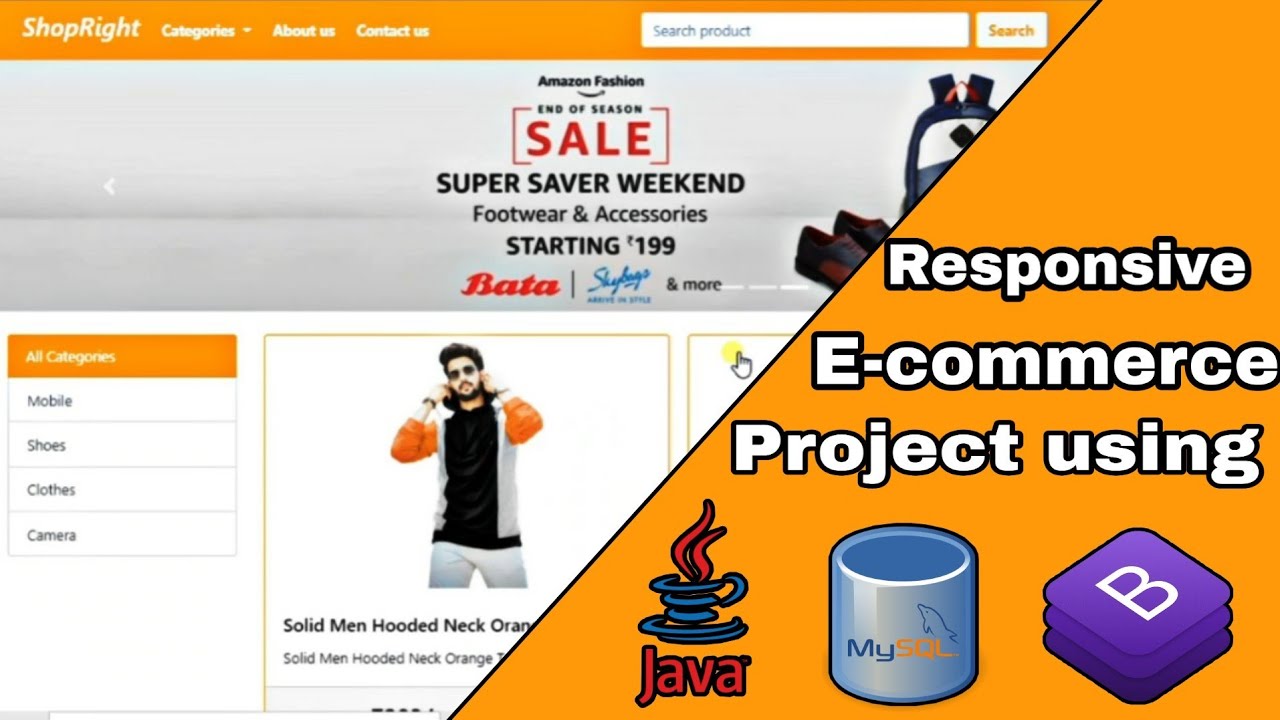 ShopRight Categories About us Contact us Search product Search
Amazon Fashion
END OF SEASON
SALE
SUPER SAVER WEEKEND
Footwear & Accessories
STARTING ₹199
Bata | Skybags & more
ARRIVE IN STYLE
All Categories
Mobile
Shoes
Clothes
Camera
Solid Men Hooded Neck
Solid Men Hooded Neck Orange
Responsive
E-commerce
Project using
Java
MySQL
B